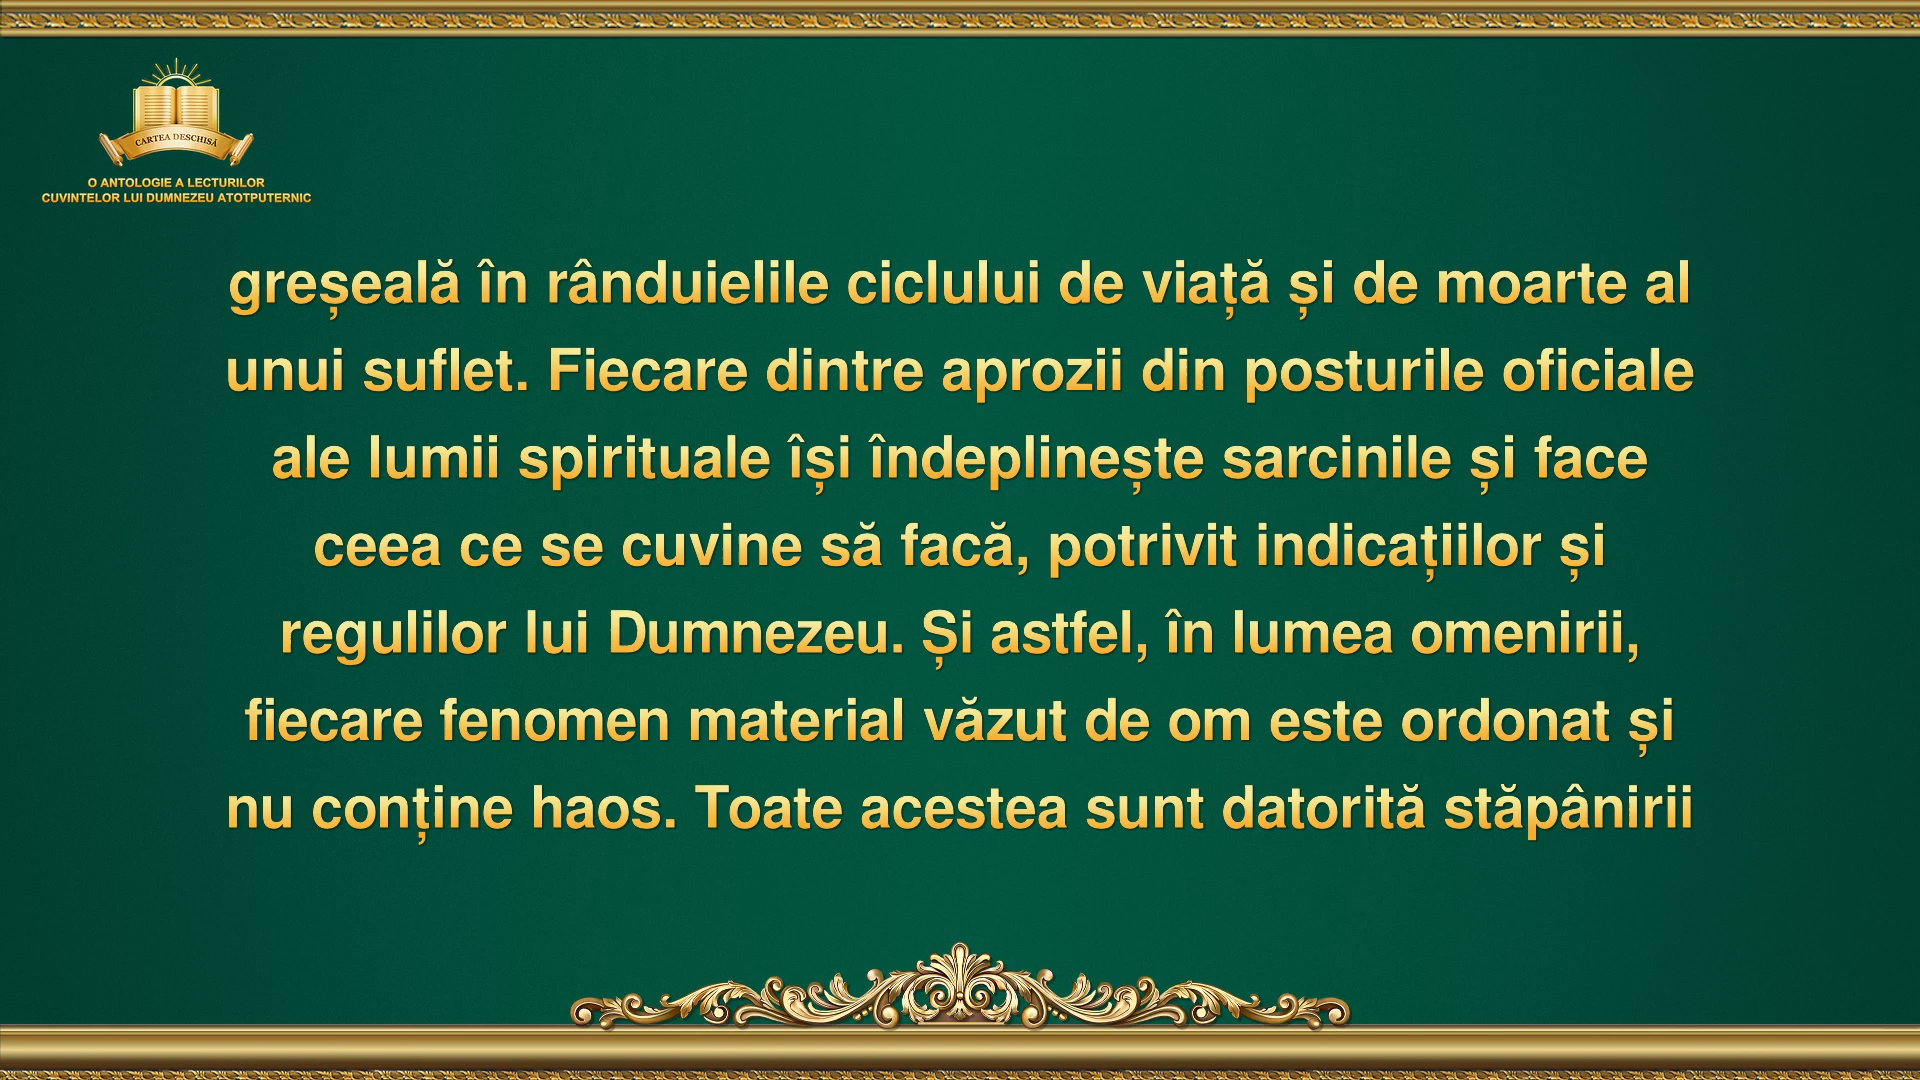 CARTEA DESCHISĂ
O ANTOLOGIE A LECTURILOR
CUVINTELOR LUI DUMNEZEU ATOTPUTERNIC
greșeală în rânduielile ciclului de viață și de moarte al
unui suflet. Fiecare dintre aprozii din posturile oficiale
ale lumii spirituale își îndeplinește sarcinile și face
ceea ce se cuvine să facă, potrivit indicațiilor și
regulilor lui Dumnezeu. Și astfel, în lumea omenirii,
fiecare fenomen material văzut de om este ordonat și
nu conține haos. Toate acestea sunt datorită stăpânirii